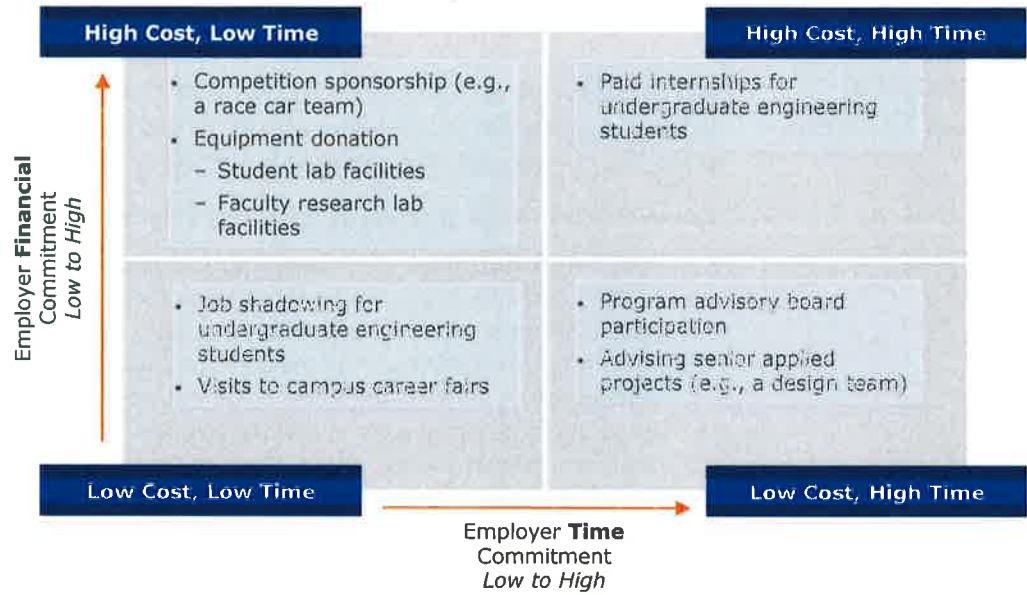 High Cost, Low Time
High Cost, High Time
• Competition sponsorship (e.g.,
a race car team)
• Equipment donation
– Student lab facilities
– Faculty research lab
facilities
• Paid internships for
undergraduate engineering
students
Employer Financial
Commitment
Low to High
• Job shadowing for
undergraduate engineering
students
• Visits to campus career fairs
• Program advisory board
participation
• Advising senior applied
projects (e.g., a design team)
Low Cost, Low Time
Low Cost, High Time
Employer Time
Commitment
Low to High